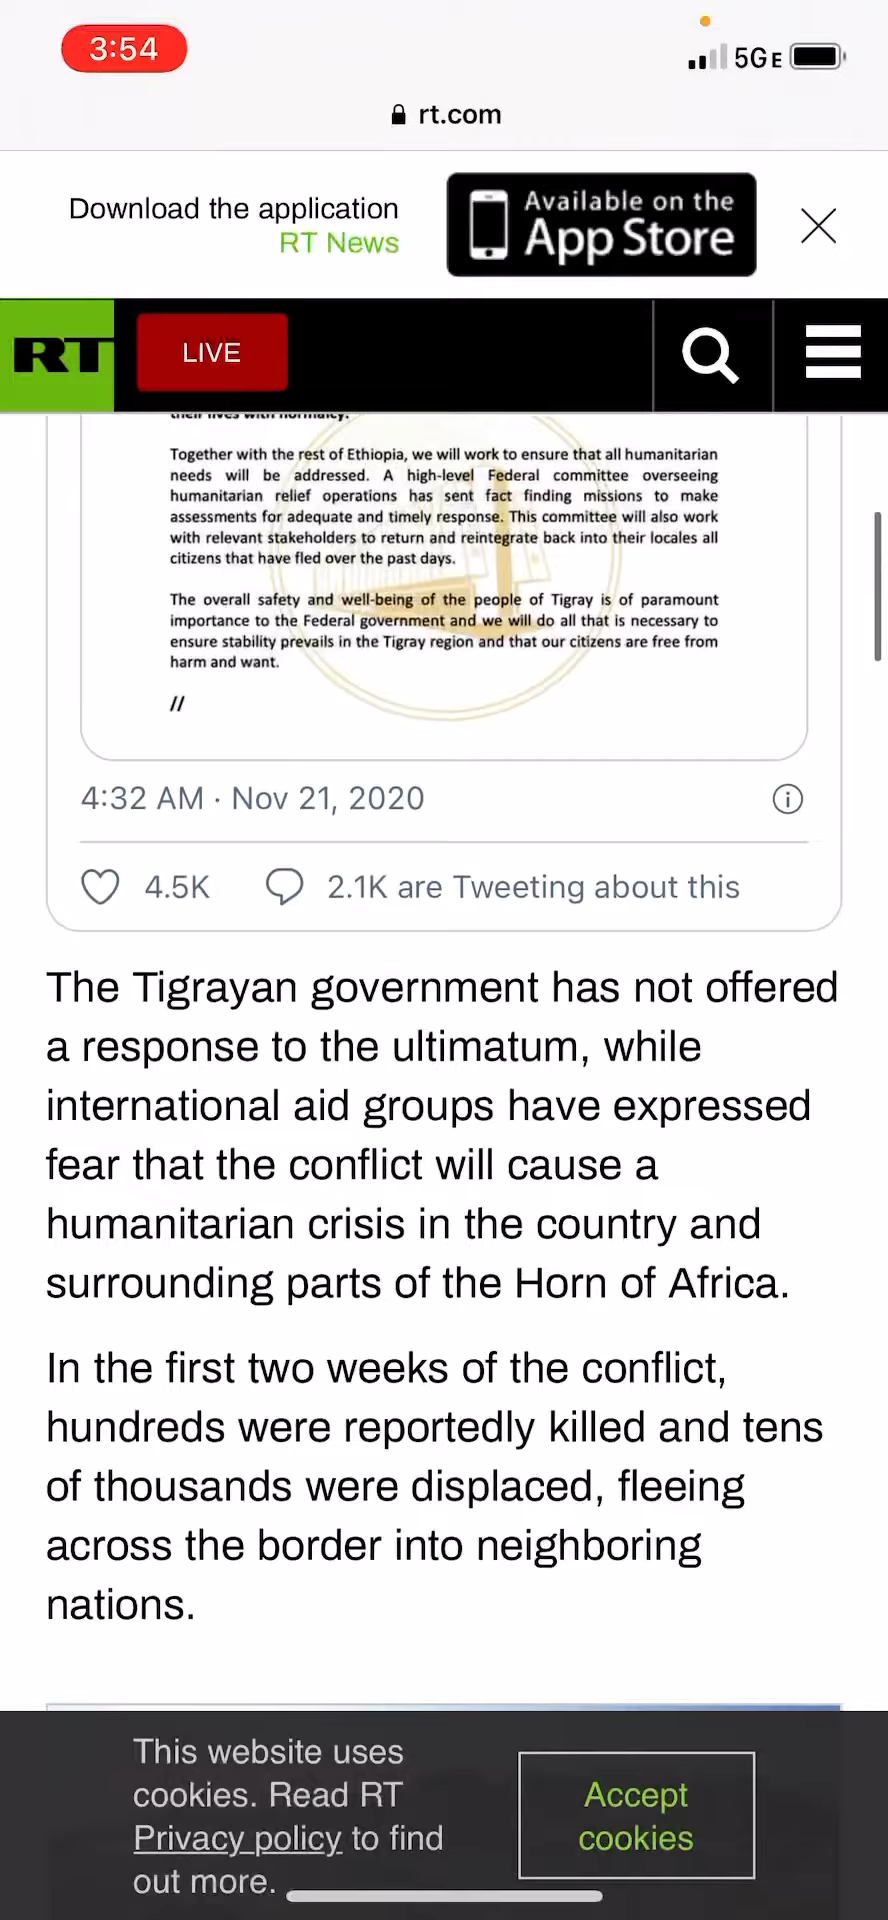 3:54
5GE
rt.com
Download the application
RT News
Available on the
App Store
RT
LIVE
their lives with normalcy.
Together with the rest of Ethiopia, we will work to ensure that all humanitarian
needs will be addressed. A high-level Federal committee overseeing
humanitarian relief operations has sent fact finding missions to make
assessments for adequate and timely response. This committee will also work
with relevant stakeholders to return and reintegrate back into their locales all
citizens that have fled over the past days.
The overall safety and well-being of the people of Tigray is of paramount
importance to the Federal government and we will do all that is necessary to
ensure stability prevails in the Tigray region and that our citizens are free from
harm and want.
//
4:32 AM · Nov 21, 2020
4.5K
2.1K are Tweeting about this
The Tigrayan government has not offered
a response to the ultimatum, while
international aid groups have expressed
fear that the conflict will cause a
humanitarian crisis in the country and
surrounding parts of the Horn of Africa.
In the first two weeks of the conflict,
hundreds were reportedly killed and tens
of thousands were displaced, fleeing
across the border into neighboring
nations.
This website uses
cookies. Read RT
Privacy policy to find
out more.
Accept
cookies